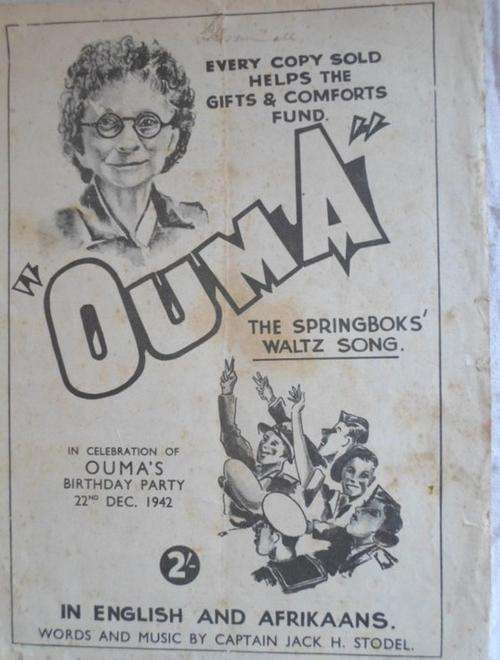 EVERY COPY SOLD
HELPS THE
GIFTS & COMFORTS
FUND.
"OUMA"
THE SPRINGBOKS'
WALTZ SONG.
IN CELEBRATION OF
OUMA'S
BIRTHDAY PARTY
22ND DEC. 1942
2/-
IN ENGLISH AND AFRIKAANS.
WORDS AND MUSIC BY CAPTAIN JACK H. STODEL.